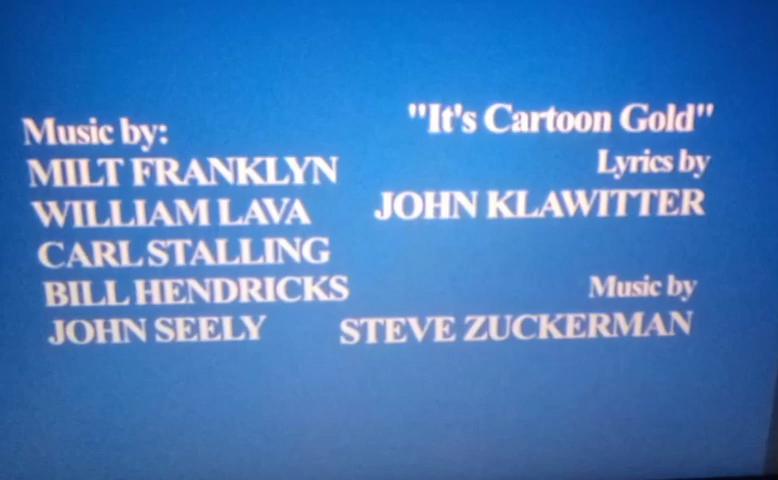 Music by:
MILT FRANKLYN
WILLIAM LAVA
CARL STALLING
BILL HENDRICKS
JOHN SEELY
"It's Cartoon Gold"
Lyrics by
JOHN KLAWITTER
Music by
STEVE ZUCKERMAN